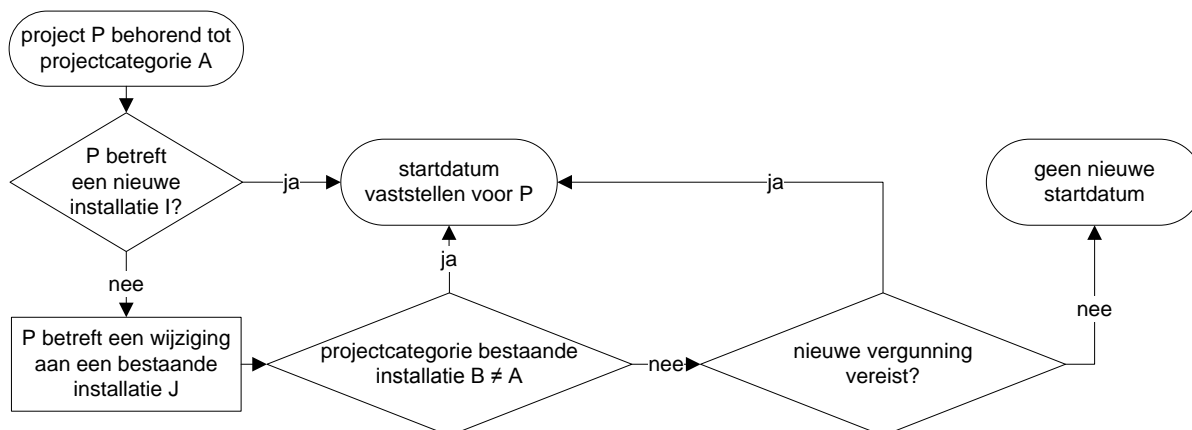 project P behorend tot
projectcategorie A
P betreft
een nieuwe
installatie I?
ja
startdatum
vaststellen voor P
ja
geen nieuwe
startdatum
nee
ja
nee
P betreft een wijziging
aan een bestaande
installatie J
projectcategorie bestaande
installatie B ≠ A
nee
nieuwe vergunning
vereist?